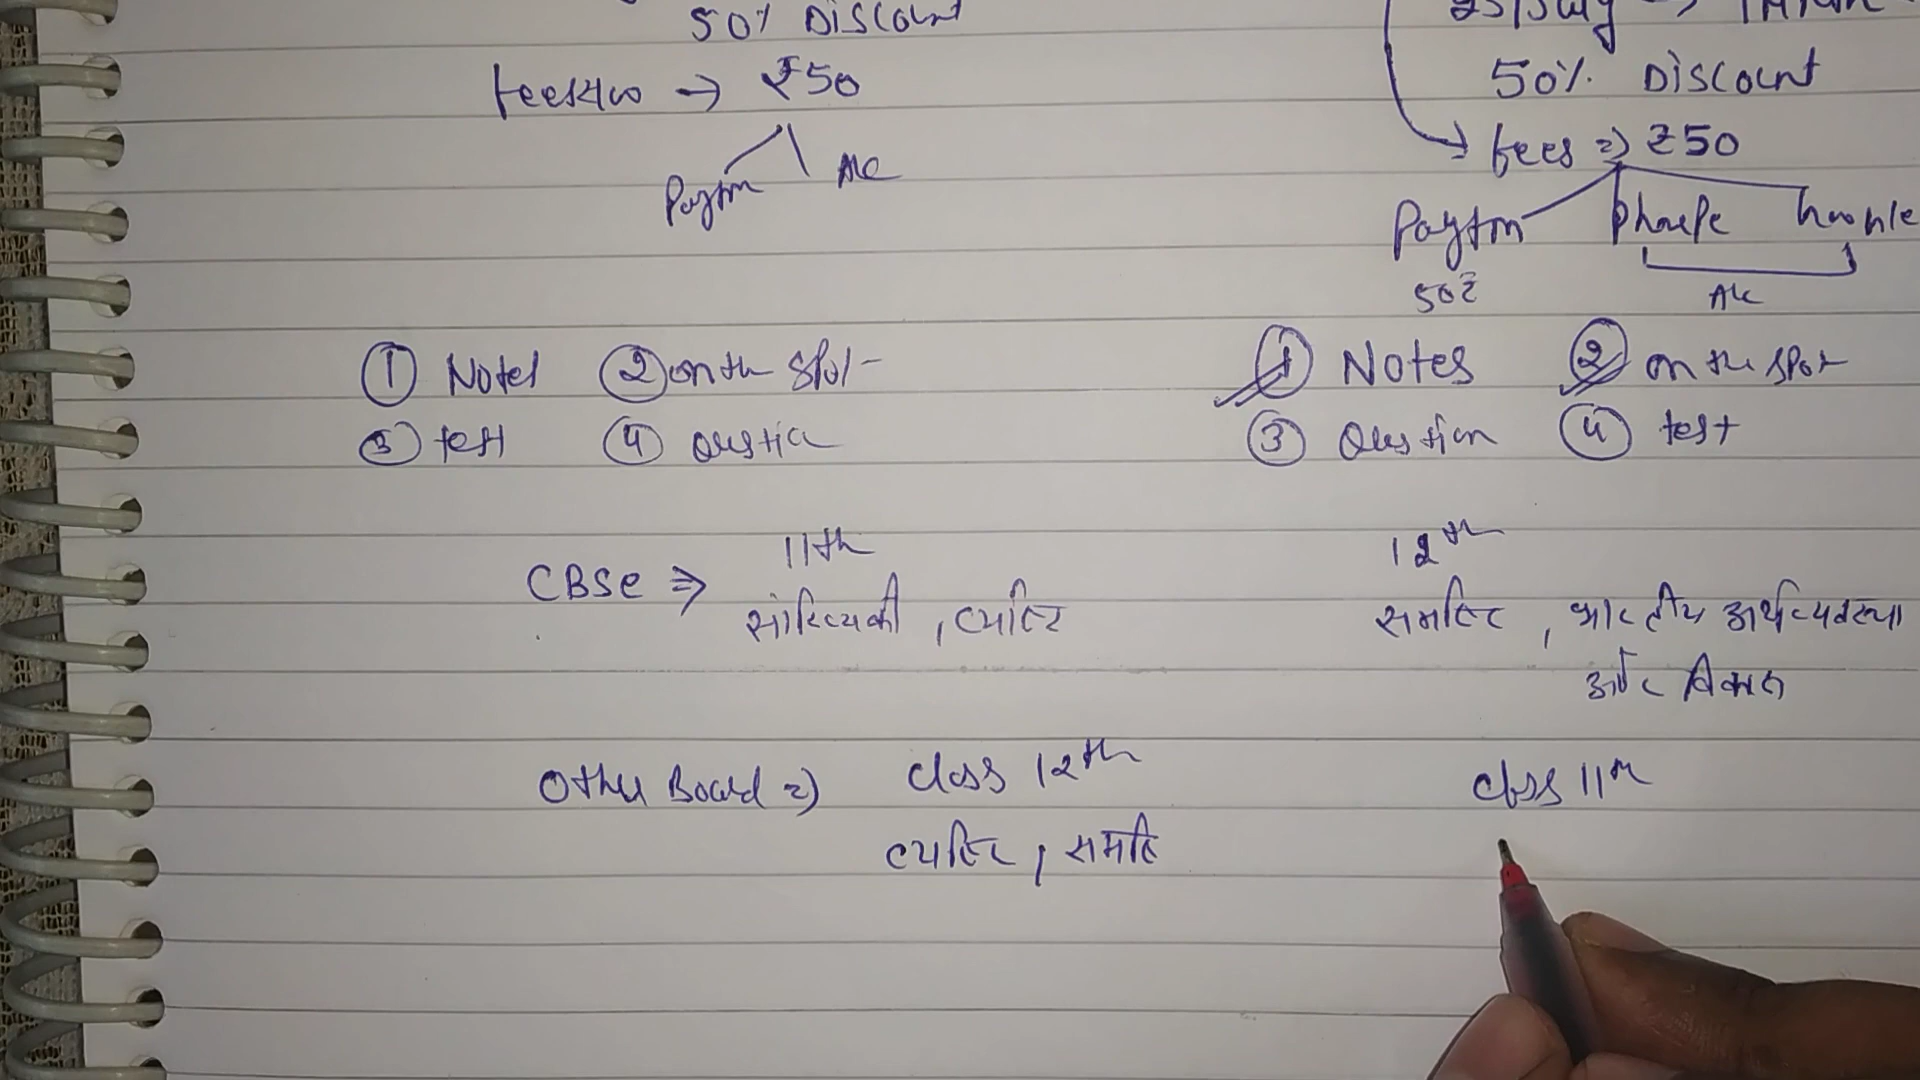 50% Discount
50% Discount
→ ₹50
fees ⇒ ₹50
Paytm
Paytm PhonePe
50₹
① Notes ② on the spot
① Notes ② on the spot
③ test ④ Question
③ Question ④ test
11th
12th
CBSE ⇒ सांख्यिकी , व्यष्टि
समष्टि , भारतीय अर्थव्यवस्था
और विकास
Other Board ⇒ Class 12th
Class 11th
व्यष्टि , समष्टि